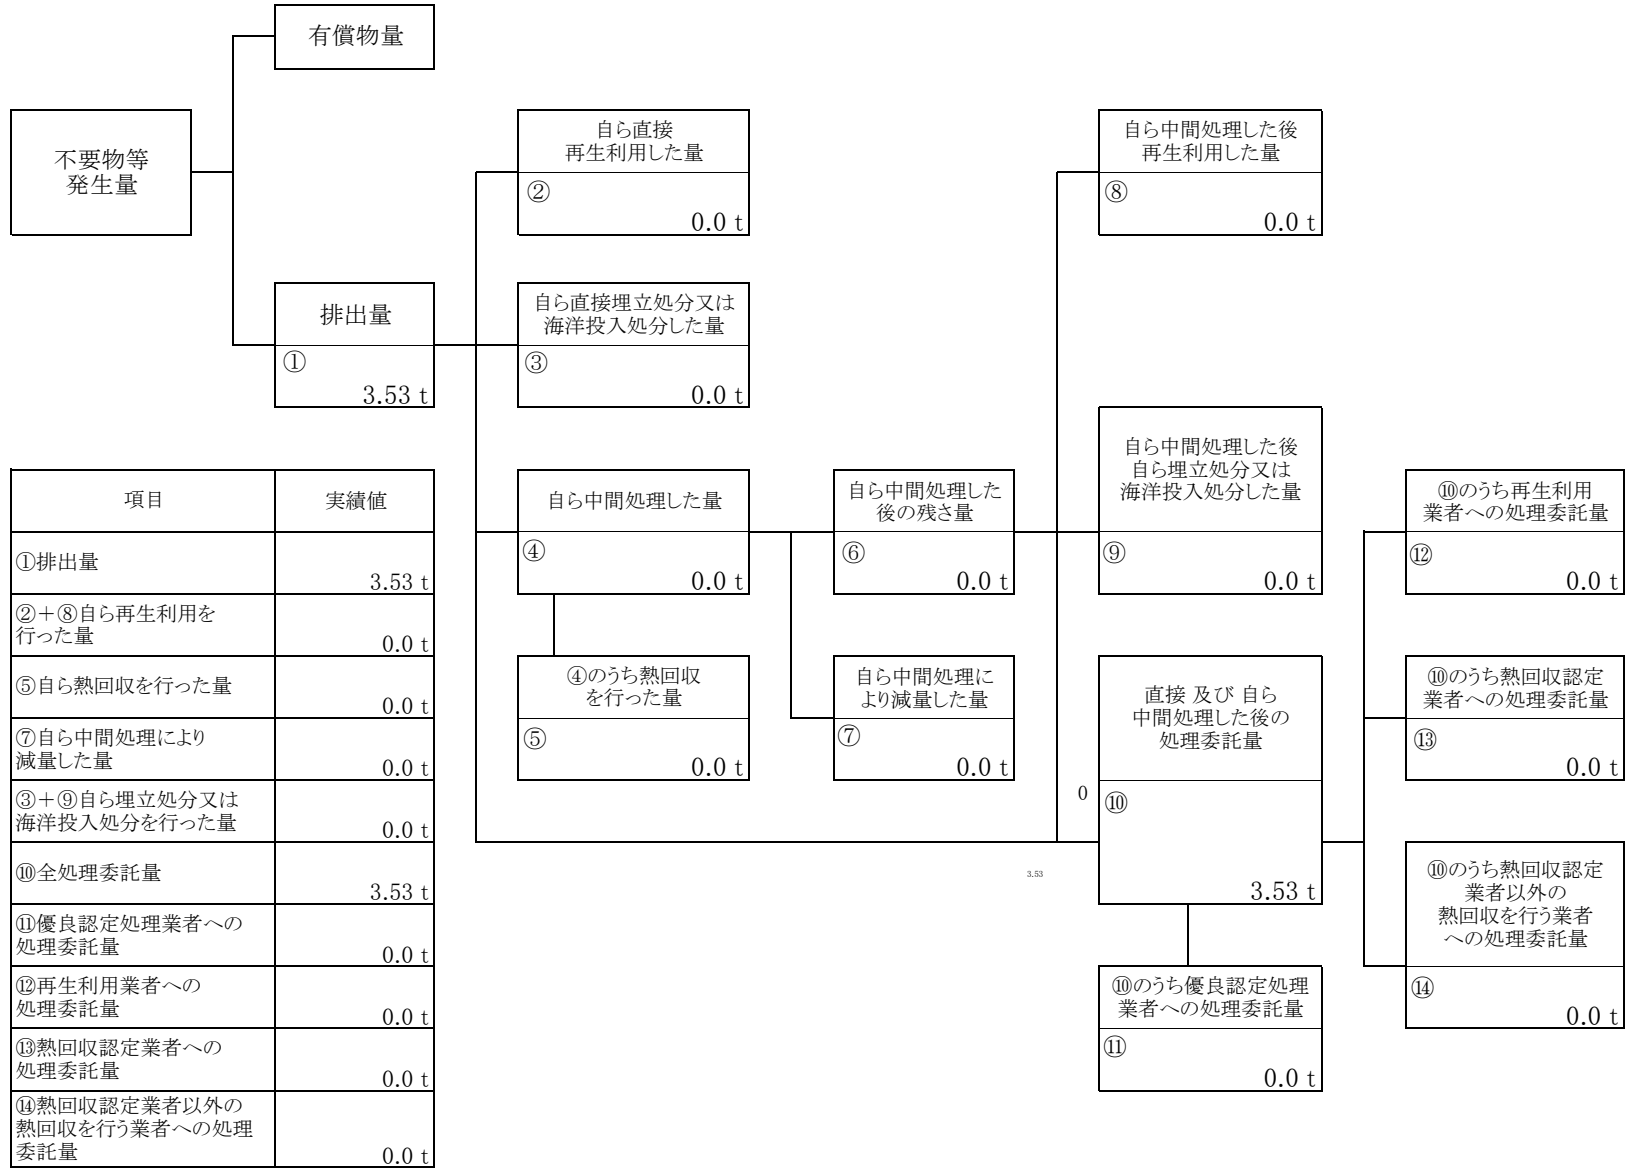 有償物量
不要物等
発生量
自ら直接
再生利用した量
②
0.0 t
自ら中間処理した後
再生利用した量
⑧
0.0 t
排出量
①
3.53 t
自ら直接埋立処分又は
海洋投入処分した量
③
0.0 t
自ら中間処理した量
④
0.0 t
自ら中間処理した
後の残さ量
⑥
0.0 t
自ら中間処理した後
自ら埋立処分又は
海洋投入処分した量
⑨
0.0 t
⑩のうち再生利用
業者への処理委託量
⑫
0.0 t
④のうち熱回収
を行った量
⑤
0.0 t
自ら中間処理に
より減量した量
⑦
0.0 t
直接 及び 自ら
中間処理した後の
処理委託量
0
⑩
3.53 t
3.53
⑩のうち熱回収認定
業者への処理委託量
⑬
0.0 t
⑩のうち熱回収認定
業者以外の
熱回収を行う業者
への処理委託量
⑭
0.0 t
⑩のうち優良認定処理
業者への処理委託量
⑪
0.0 t
項目 実績値
①排出量
3.53 t
②＋⑧自ら再生利用を
行った量
0.0 t
⑤自ら熱回収を行った量
0.0 t
⑦自ら中間処理により
減量した量
0.0 t
③＋⑨自ら埋立処分又は
海洋投入処分を行った量
0.0 t
⑩全処理委託量
3.53 t
⑪優良認定処理業者への
処理委託量
0.0 t
⑫再生利用業者への
処理委託量
0.0 t
⑬熱回収認定業者への
処理委託量
0.0 t
⑭熱回収認定業者以外の
熱回収を行う業者への処理
委託量
0.0 t